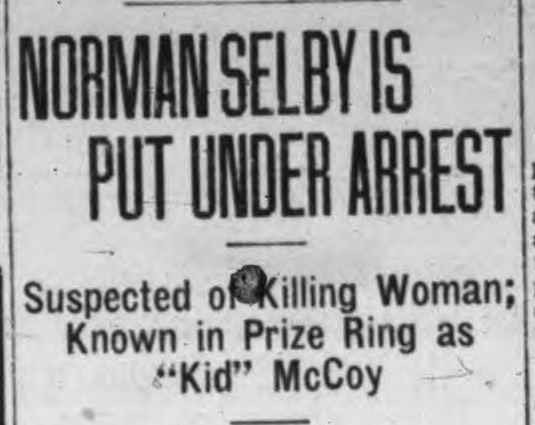 NORMAN SELBY IS
PUT UNDER ARREST
Suspected of Killing Woman;
Known in Prize Ring as
"Kid" McCoy